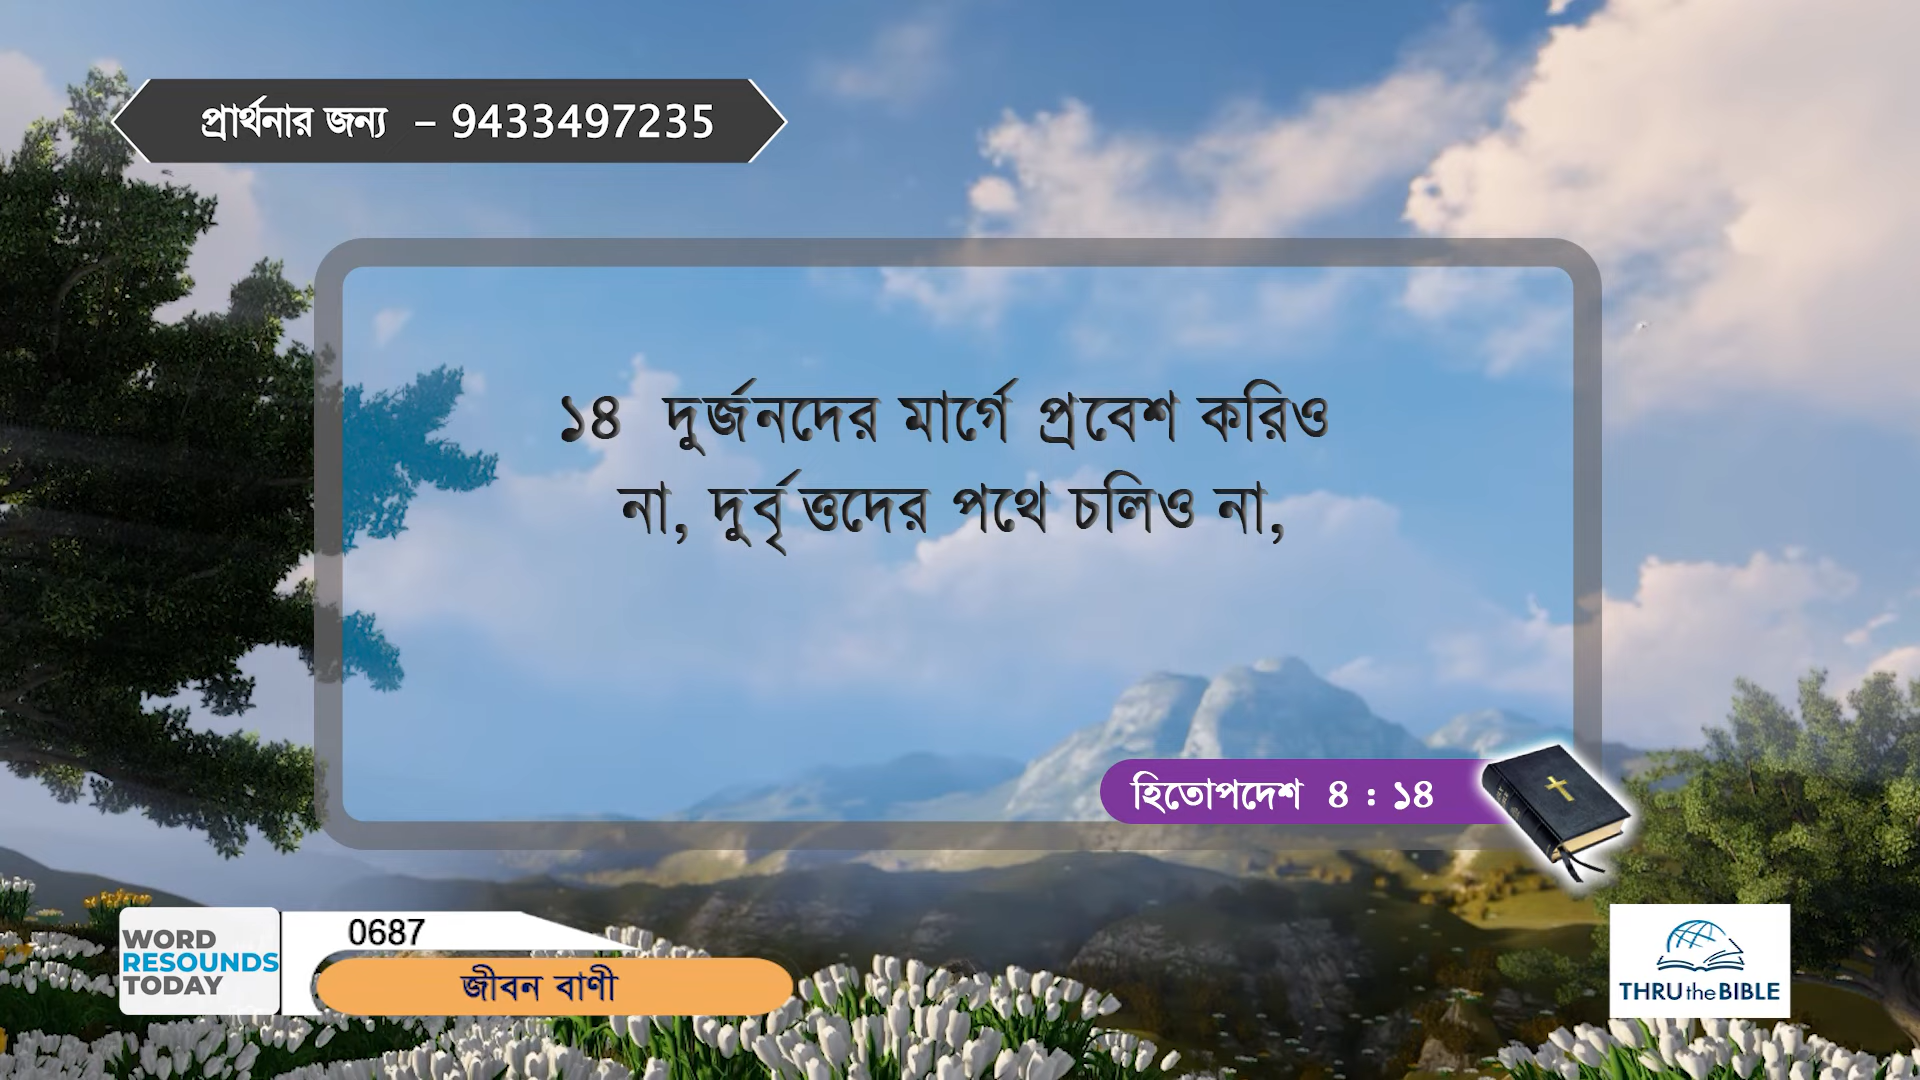 প্রার্থনার জন্য – 9433497235
১৪ দুর্জনদের মার্গে প্রবেশ করিও
না, দুর্বৃত্তদের পথে চলিও না,
হিতোপদেশ ৪ : ১৪
WORD
RESOUNDS
TODAY
0687
জীবন বাণী
THRU the BIBLE